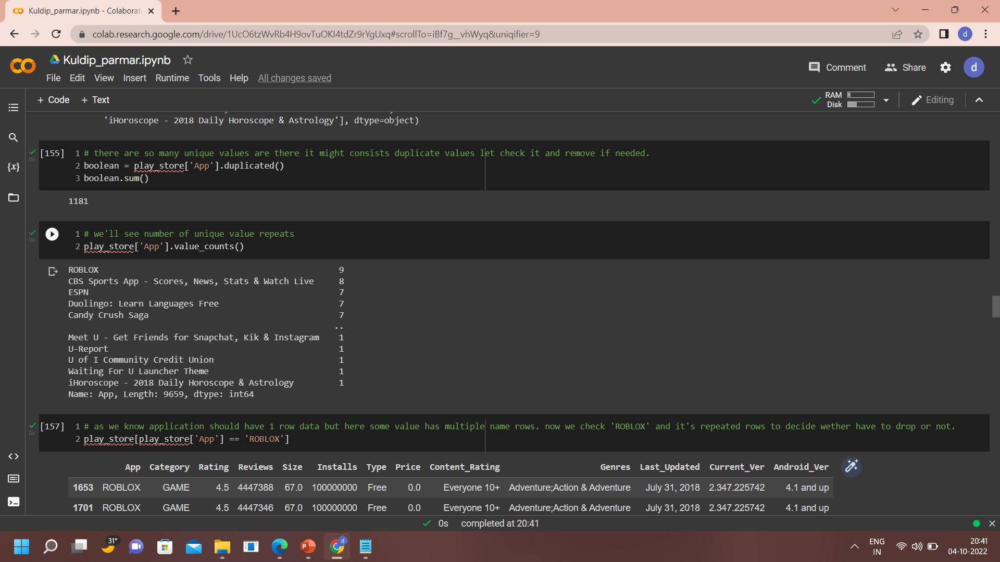 Kuldip_parmar.ipynb - Colaborat
colab.research.google.com/drive/1UcO6tzWvRb4H9ovTuOKI4tdZr9rYgUxq#scrollTo=iBf7g__vhWyq&uniqifier=9
d
Kuldip_parmar.ipynb
Comment
Share
d
File Edit View Insert Runtime Tools Help All changes saved
+ Code + Text
RAM
Disk
Editing
'iHoroscope - 2018 Daily Horoscope & Astrology'], dtype=object)
[155] 1 # there are so many unique values are there it might consists duplicate values let check it and remove if needed.
0s
2 boolean = play_store['App'].duplicated()
3 boolean.sum()
{x}
1181
1 # we'll see number of unique value repeats
0s
2 play_store['App'].value_counts()
ROBLOX 9
CBS Sports App - Scores, News, Stats & Watch Live 8
ESPN 7
Duolingo: Learn Languages Free 7
Candy Crush Saga 7
..
Meet U - Get Friends for Snapchat, Kik & Instagram 1
U-Report 1
U of I Community Credit Union 1
Waiting For U Launcher Theme 1
iHoroscope - 2018 Daily Horoscope & Astrology 1
Name: App, Length: 9659, dtype: int64
[157] 1 # as we know application should have 1 row data but here some value has multiple name rows. now we check 'ROBLOX' and it's repeated rows to decide wether have to drop or not.
0s
2 play_store[play_store['App'] == 'ROBLOX']
App Category Rating Reviews Size Installs Type Price Content_Rating Genres Last_Updated Current_Ver Android_Ver
1653 ROBLOX GAME 4.5 4447388 67.0 100000000 Free 0.0 Everyone 10+ Adventure;Action & Adventure July 31, 2018 2.347.225742 4.1 and up
1701 ROBLOX GAME 4.5 4447346 67.0 100000000 Free 0.0 Everyone 10+ Adventure;Action & Adventure July 31, 2018 2.347.225742 4.1 and up
0s completed at 20:41
31°
d
ENG
IN
20:41
04-10-2022